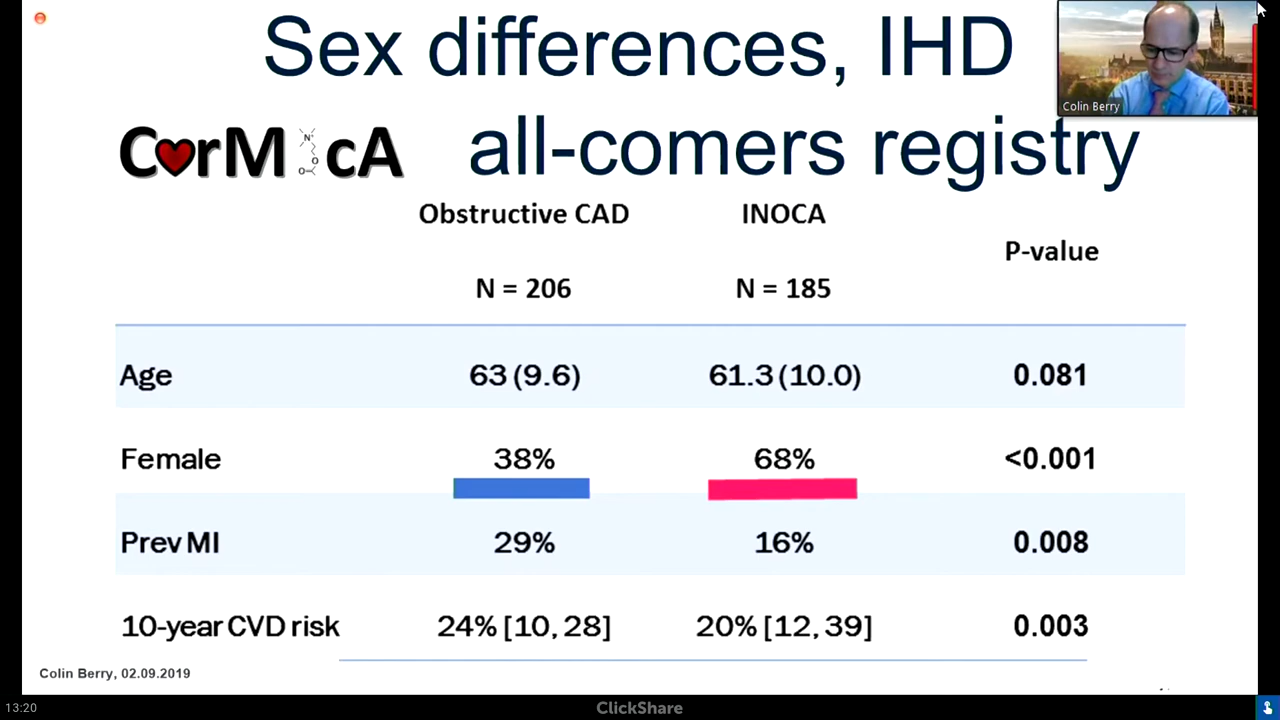 Sex differences, IHD
all-comers registry
CorMicA
N+
O
O
Colin Berry
Obstructive CAD INOCA
P-value
N = 206 N = 185
Age 63 (9.6) 61.3 (10.0) 0.081
Female 38% 68% <0.001
Prev MI 29% 16% 0.008
10-year CVD risk 24% [10, 28] 20% [12, 39] 0.003
Colin Berry, 02.09.2019
13:20 ClickShare